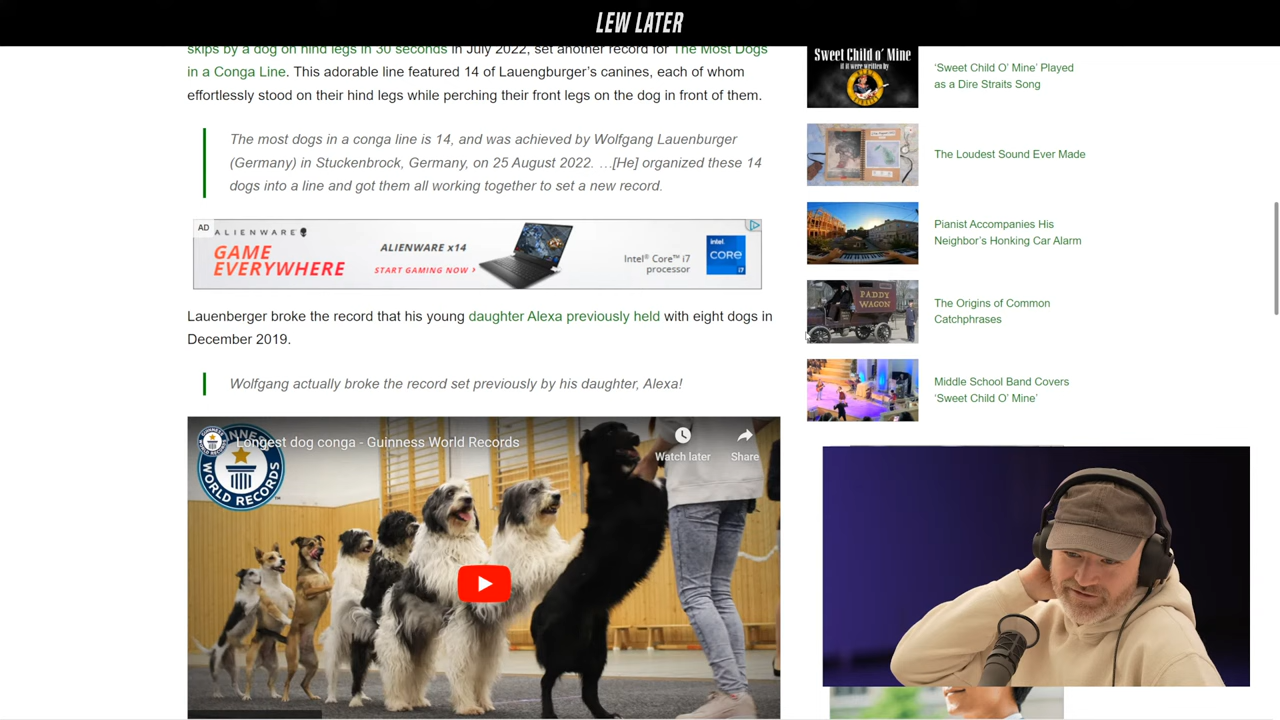 LEW LATER
skips by a dog on hind legs in 30 seconds in July 2022, set another record for The Most Dogs
in a Conga Line. This adorable line featured 14 of Lauengburger’s canines, each of whom
effortlessly stood on their hind legs while perching their front legs on the dog in front of them.
The most dogs in a conga line is 14, and was achieved by Wolfgang Lauenburger
(Germany) in Stuckenbrock, Germany, on 25 August 2022. …[He] organized these 14
dogs into a line and got them all working together to set a new record.
AD
ALIENWARE
GAME
EVERYWHERE
ALIENWARE x14
START GAMING NOW >
Intel® Core™ i7
processor
intel
CORE
i7
Lauenberger broke the record that his young daughter Alexa previously held with eight dogs in
December 2019.
Wolfgang actually broke the record set previously by his daughter, Alexa!
Longest dog conga - Guinness World Records
Watch later
Share
GUINNESS
WORLD
RECORDS
Sweet Child o' Mine
‘Sweet Child O’ Mine’ Played
as a Dire Straits Song
The Loudest Sound Ever Made
Pianist Accompanies His
Neighbor’s Honking Car Alarm
PADDY
WAGON
The Origins of Common
Catchphrases
Middle School Band Covers
‘Sweet Child O’ Mine’